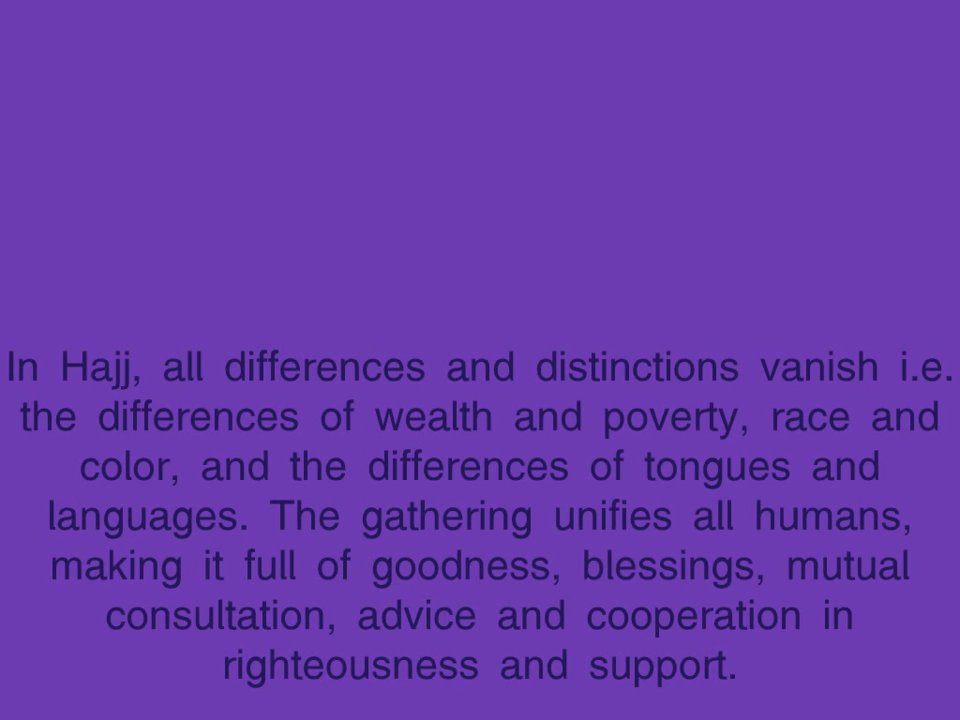 In Hajj, all differences and distinctions vanish i.e.
the differences of wealth and poverty, race and
color, and the differences of tongues and
languages. The gathering unifies all humans,
making it full of goodness, blessings, mutual
consultation, advice and cooperation in
righteousness and support.